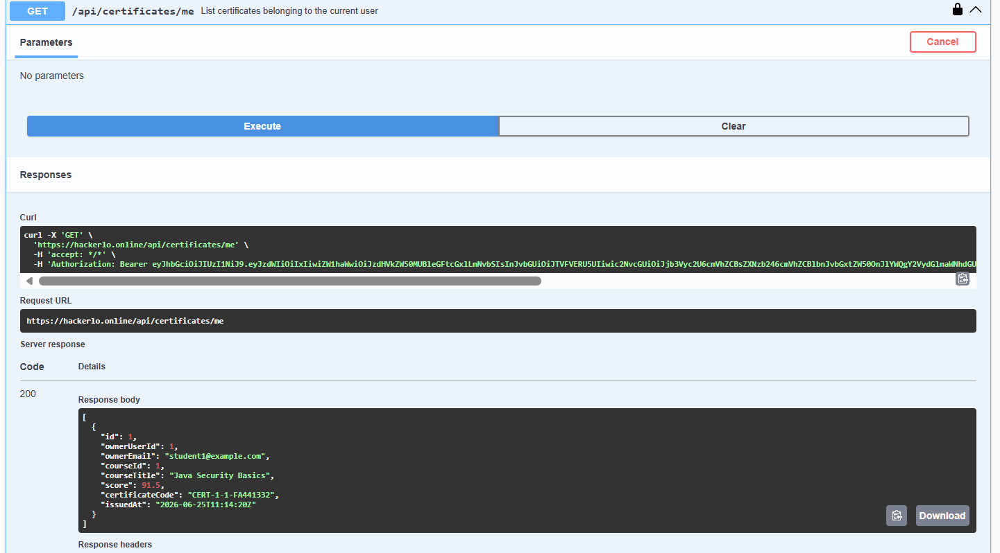 GET /api/certificates/me List certificates belonging to the current user
Parameters
Cancel
No parameters
Execute
Clear
Responses
Curl
curl -X 'GET' \
'https://hackerlo.online/api/certificates/me' \
-H 'accept: */*' \
-H 'Authorization: Bearer eyJhbGciOiJIUzI1NiJ9.eyJzdWIiOiIxIiwiZW1haWwiOiJzdHVkZW50MUBleGFtcGxlLmNvbSIsInJvbGUiOiJTVFVERU5UIiwic2NvcGUiOiJjb3Vyc2U6cmVhZCBsZXNzb246cmVhZCBlbnJvbGxtZW50OnJlYWQgY2VydGlmaWNhdGU
Request URL
https://hackerlo.online/api/certificates/me
Server response
Code Details
200
Response body
[
{
"id": 1,
"ownerUserId": 1,
"ownerEmail": "student1@example.com",
"courseId": 1,
"courseTitle": "Java Security Basics",
"score": 91.5,
"certificateCode": "CERT-1-1-FA441332",
"issuedAt": "2026-06-25T11:14:20Z"
}
]
Download
Response headers